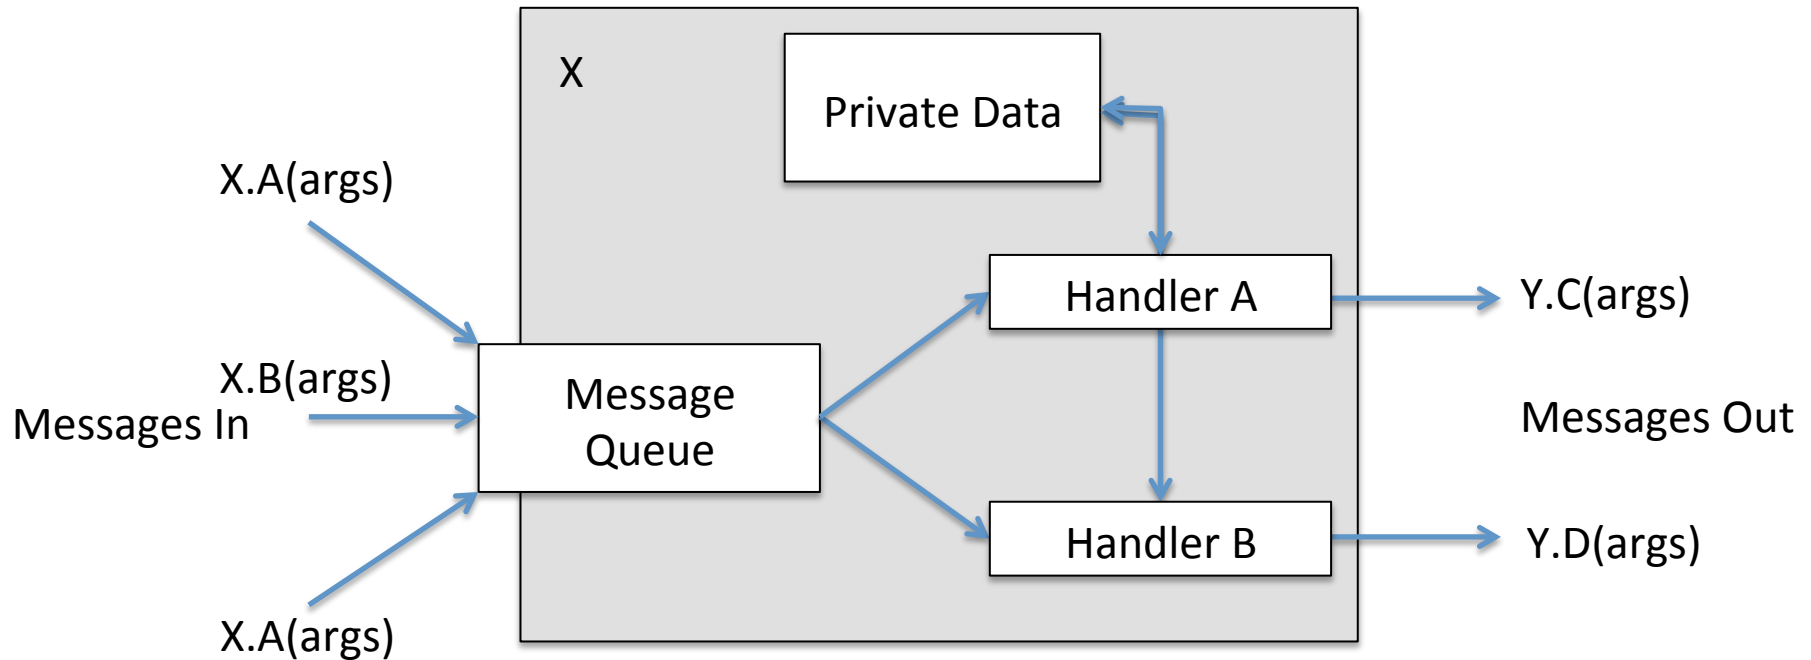 X
Private Data
X.A(args)
Handler A
Y.C(args)
X.B(args)
Messages In
Message
Queue
Messages Out
Handler B
Y.D(args)
X.A(args)